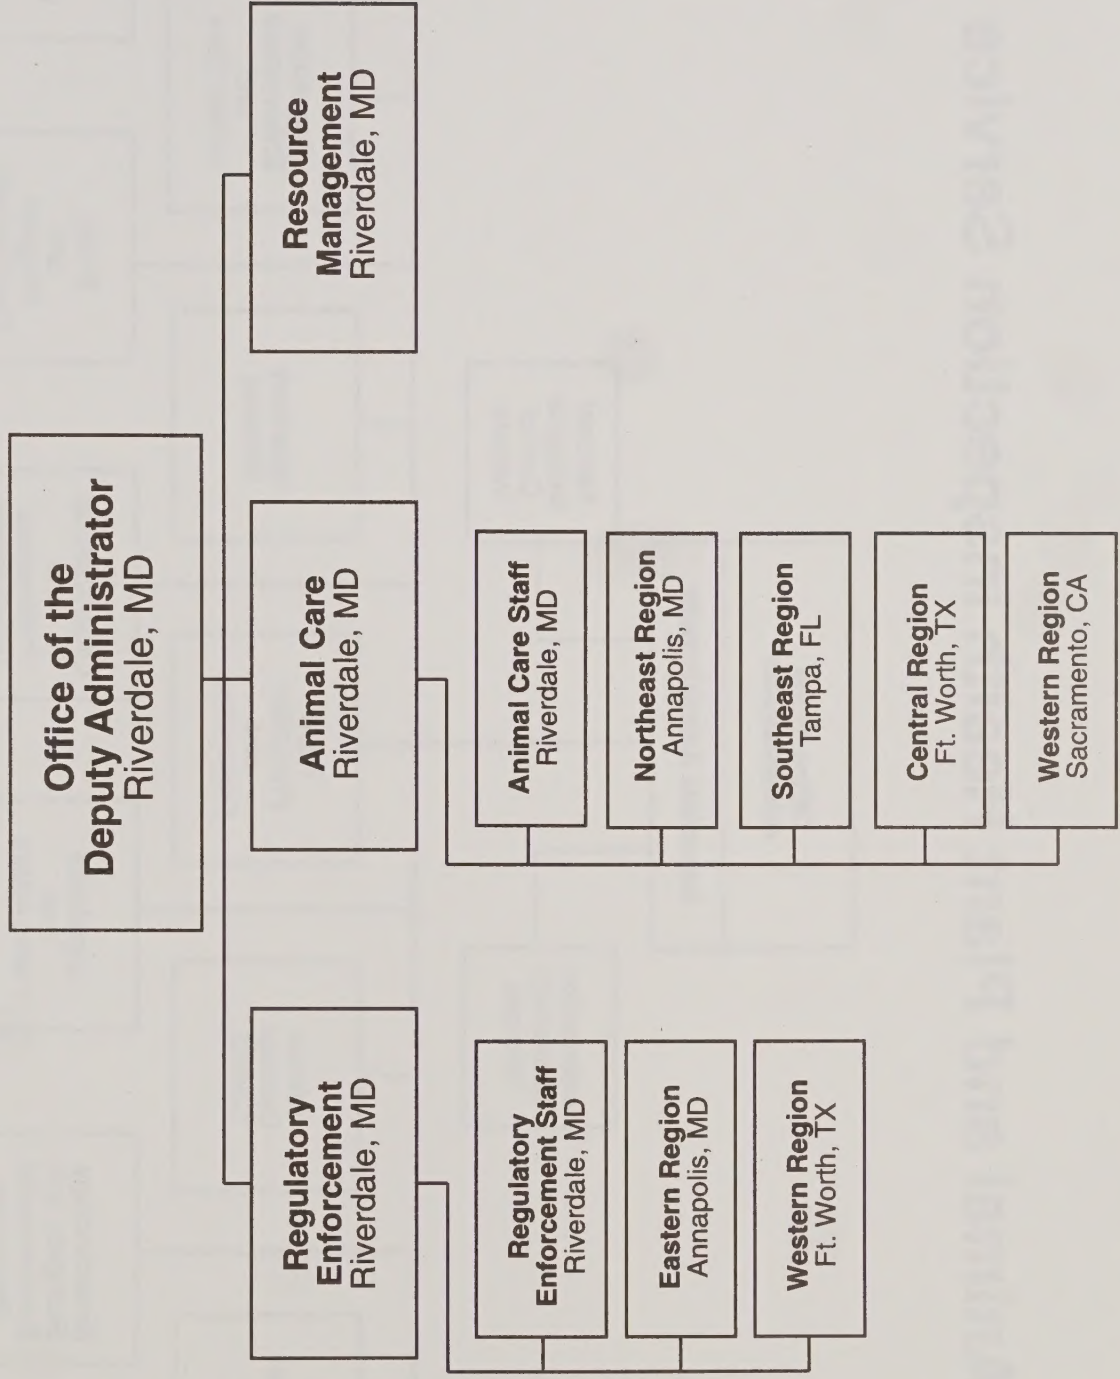 Office of the
Deputy Administrator
Riverdale, MD
Regulatory
Enforcement
Riverdale, MD
Regulatory
Enforcement Staff
Riverdale, MD
Eastern Region
Annapolis, MD
Western Region
Ft. Worth, TX
Animal Care
Riverdale, MD
Animal Care Staff
Riverdale, MD
Northeast Region
Annapolis, MD
Southeast Region
Tampa, FL
Central Region
Ft. Worth, TX
Western Region
Sacramento, CA
Resource
Management
Riverdale, MD